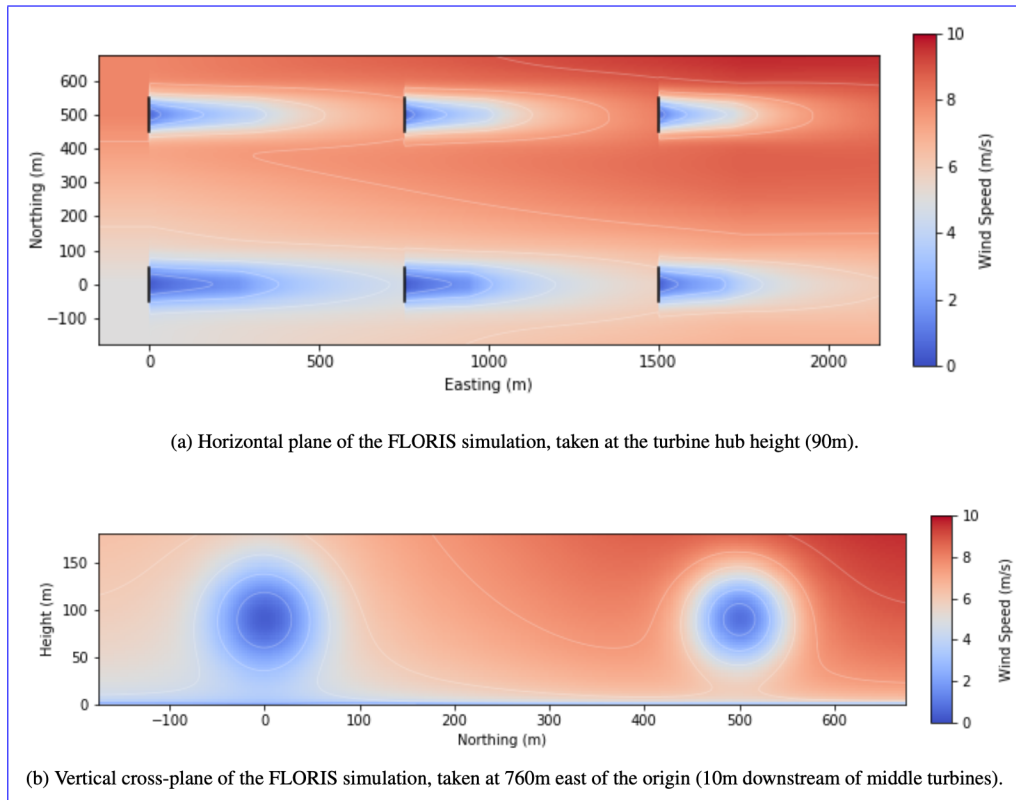 10
8
6
4
2
0
Wind Speed (m/s)
600
500
400
300
200
100
0
−100
Northing (m)
0 500 1000 1500 2000
Easting (m)
(a) Horizontal plane of the FLORIS simulation, taken at the turbine hub height (90m).
10
8
6
4
2
0
Wind Speed (m/s)
150
100
50
0
Height (m)
−100 0 100 200 300 400 500 600
Northing (m)
(b) Vertical cross-plane of the FLORIS simulation, taken at 760m east of the origin (10m downstream of middle turbines).